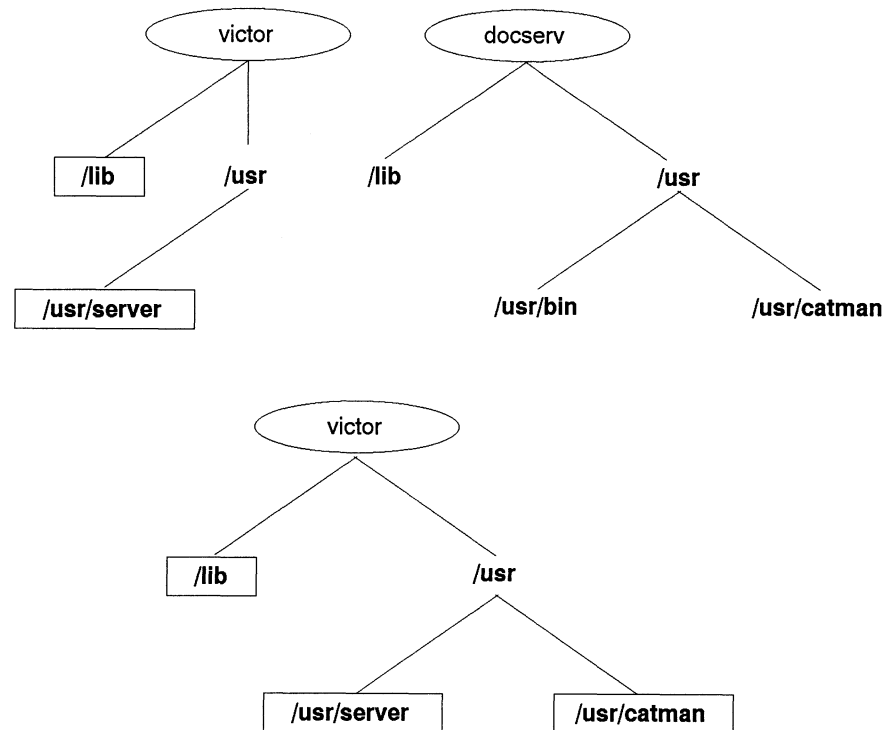 victor docserv
/lib /usr /lib /usr
/usr/server /usr/bin /usr/catman
victor
/lib /usr
/usr/server /usr/catman